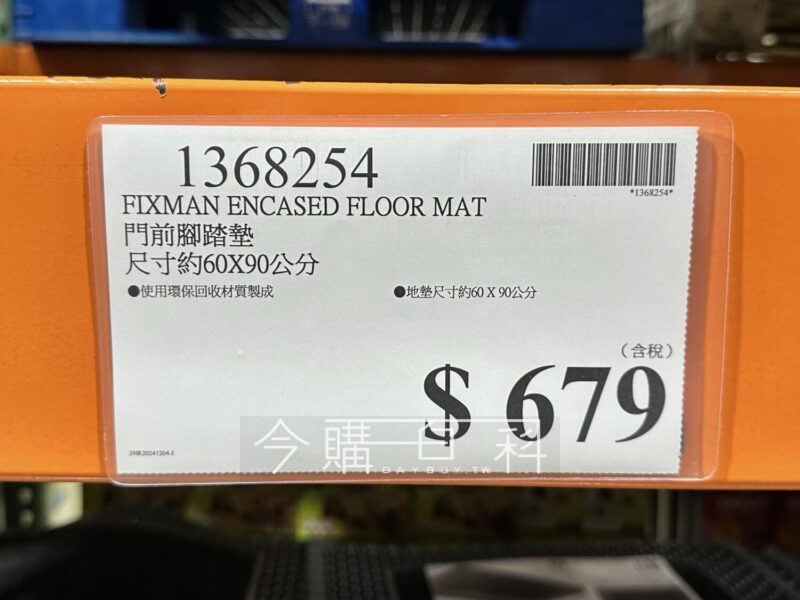 1368254
*1368254*
FIXMAN ENCASED FLOOR MAT
門前腳踏墊
尺寸約60X90公分
●使用環保回收材質製成
●地墊尺寸約60 X 90公分
（含稅）
$ 679
今購百科
DAYBUY.TW